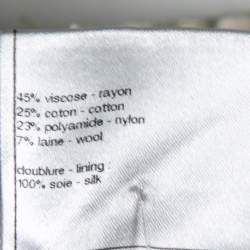 45% viscose - rayon
25% coton - cotton
23% polyamide - nylon
7% laine - wool
doublure - lining :
100% soie - silk